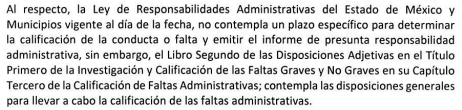 Al respecto, la Ley de Responsabilidades Administrativas del Estado de México y
Municipios vigente al día de la fecha, no contempla un plazo específico para determinar
la calificación de la conducta o falta y emitir el informe de presunta responsabilidad
administrativa, sin embargo, el Libro Segundo de las Disposiciones Adjetivas en el Título
Primero de la Investigación y Calificación de las Faltas Graves y No Graves en su Capítulo
Tercero de la Calificación de Faltas Administrativas; contempla las disposiciones generales
para llevar a cabo la calificación de las faltas administrativas.